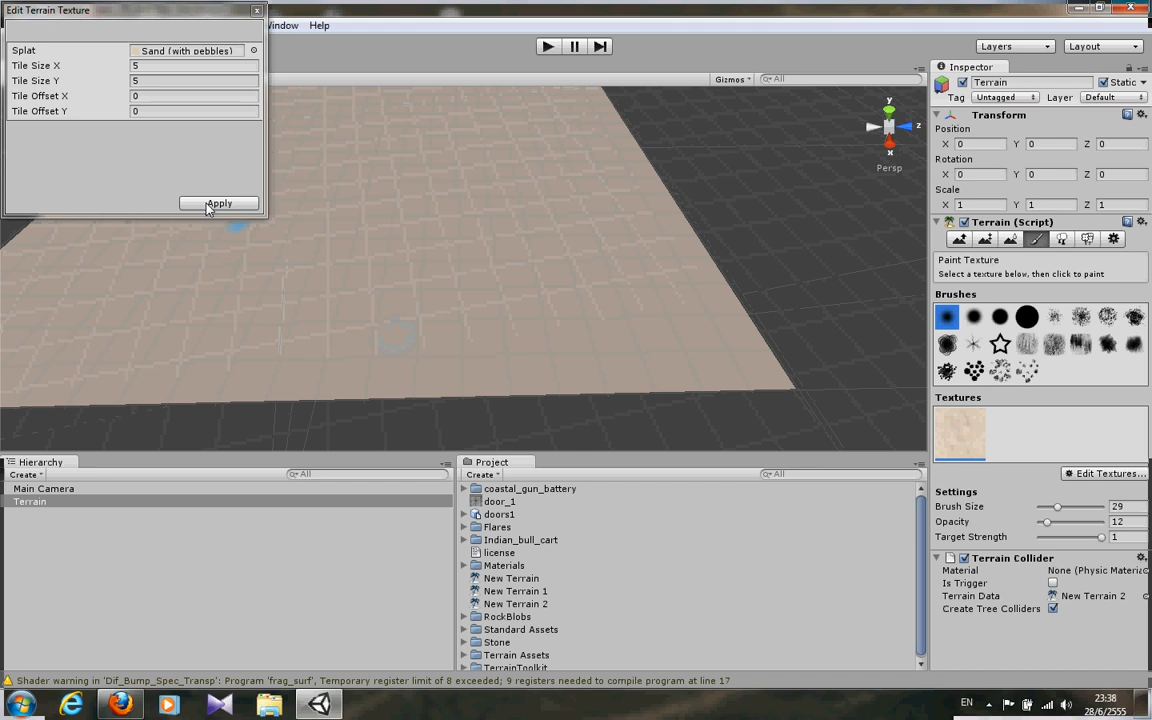 Edit Terrain Texture
Window Help
Splat Sand (with pebbles)
Tile Size X 5
Tile Size Y 5
Tile Offset X 0
Tile Offset Y 0
Apply
Gizmos All
y
z
x
Persp
Layers Layout
Inspector
Terrain Static
Tag Untagged Layer Default
Transform
Position
X 0 Y 0 Z 0
Rotation
X 0 Y 0 Z 0
Scale
X 1 Y 1 Z 1
Terrain (Script)
Paint Texture
Select a texture below, then click to paint
Brushes
Textures
Edit Textures...
Settings
Brush Size 29
Opacity 12
Target Strength 1
Terrain Collider
Material None (Physic Materia
Is Trigger
Terrain Data New Terrain 2
Create Tree Colliders
Hierarchy
Create All
Main Camera
Terrain
Project
Create All
coastal_gun_battery
door_1
doors1
Flares
Indian_bull_cart
license
Materials
New Terrain
New Terrain 1
New Terrain 2
RockBlobs
Standard Assets
Stone
Terrain Assets
TerrainToolkit
Shader warning in 'Dif_Bump_Spec_Transp': Program 'frag_surf', Temporary register limit of 8 exceeded; 9 registers needed to compile program at line 17
EN
23:38
28/6/2555